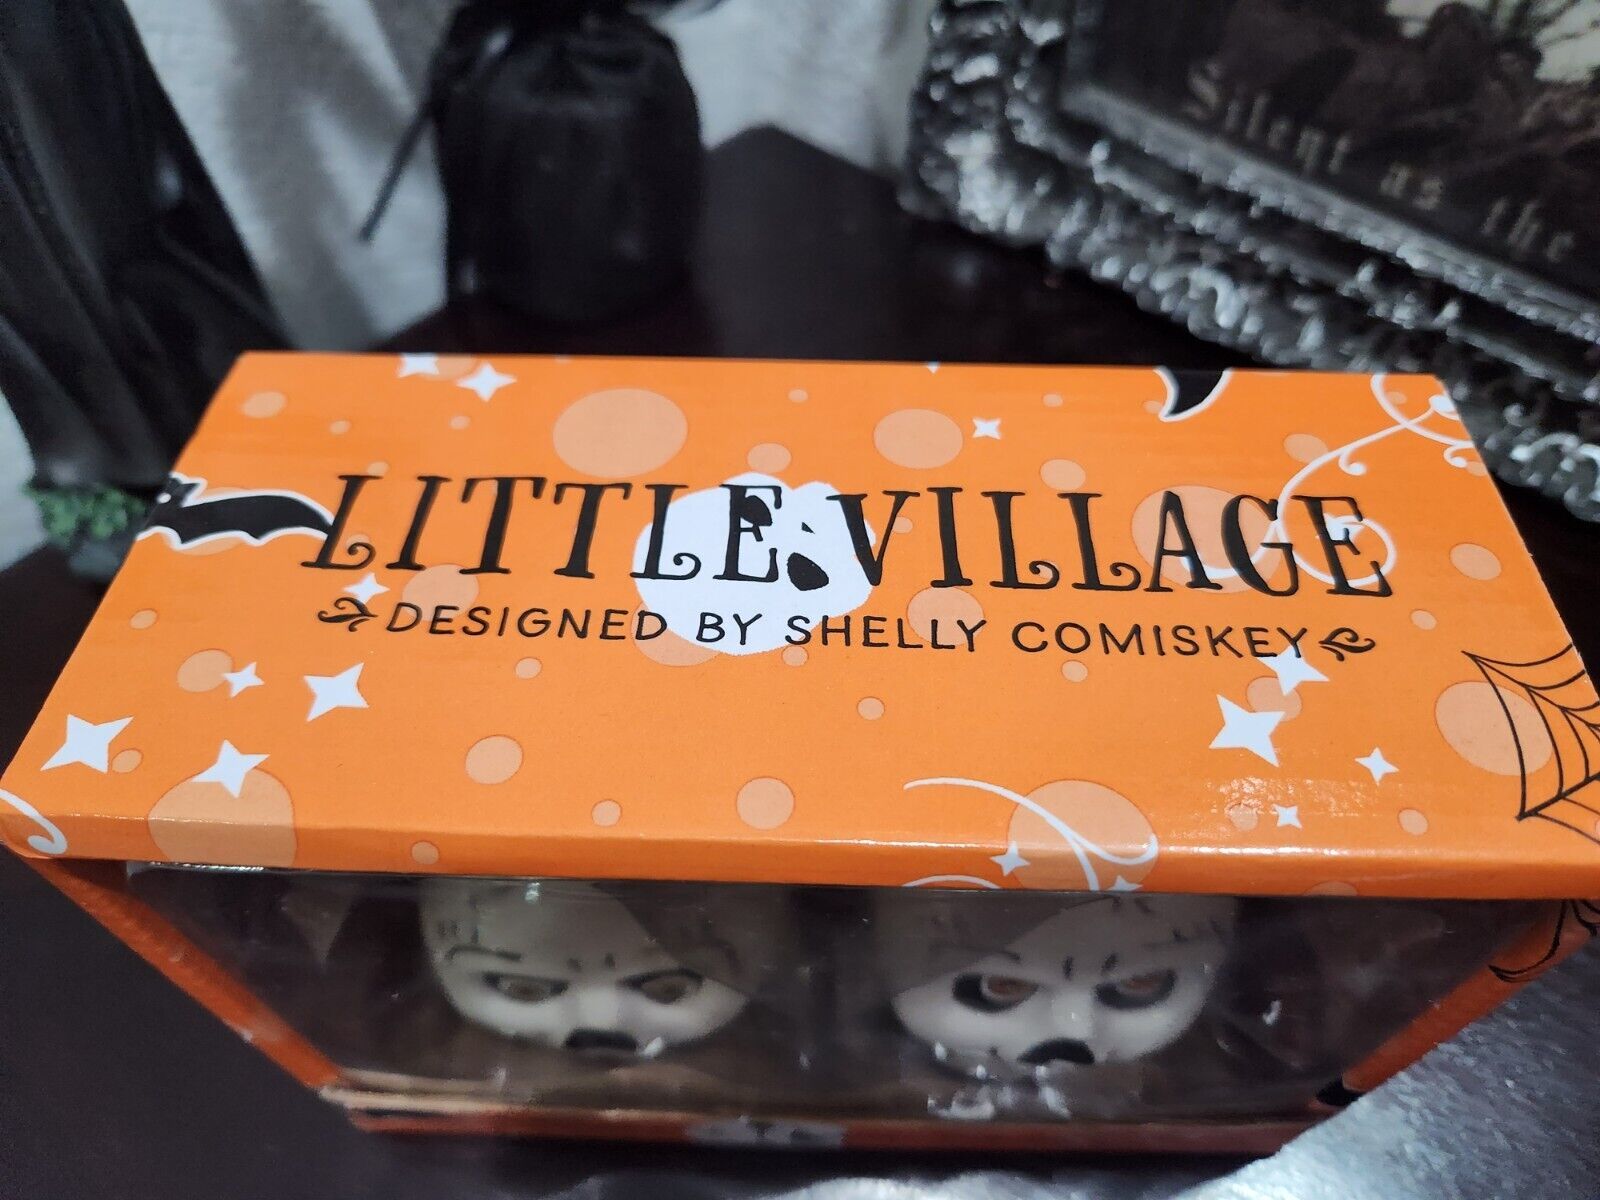 Silent as the
LITTLE VILLAGE
DESIGNED BY SHELLY COMISKEY